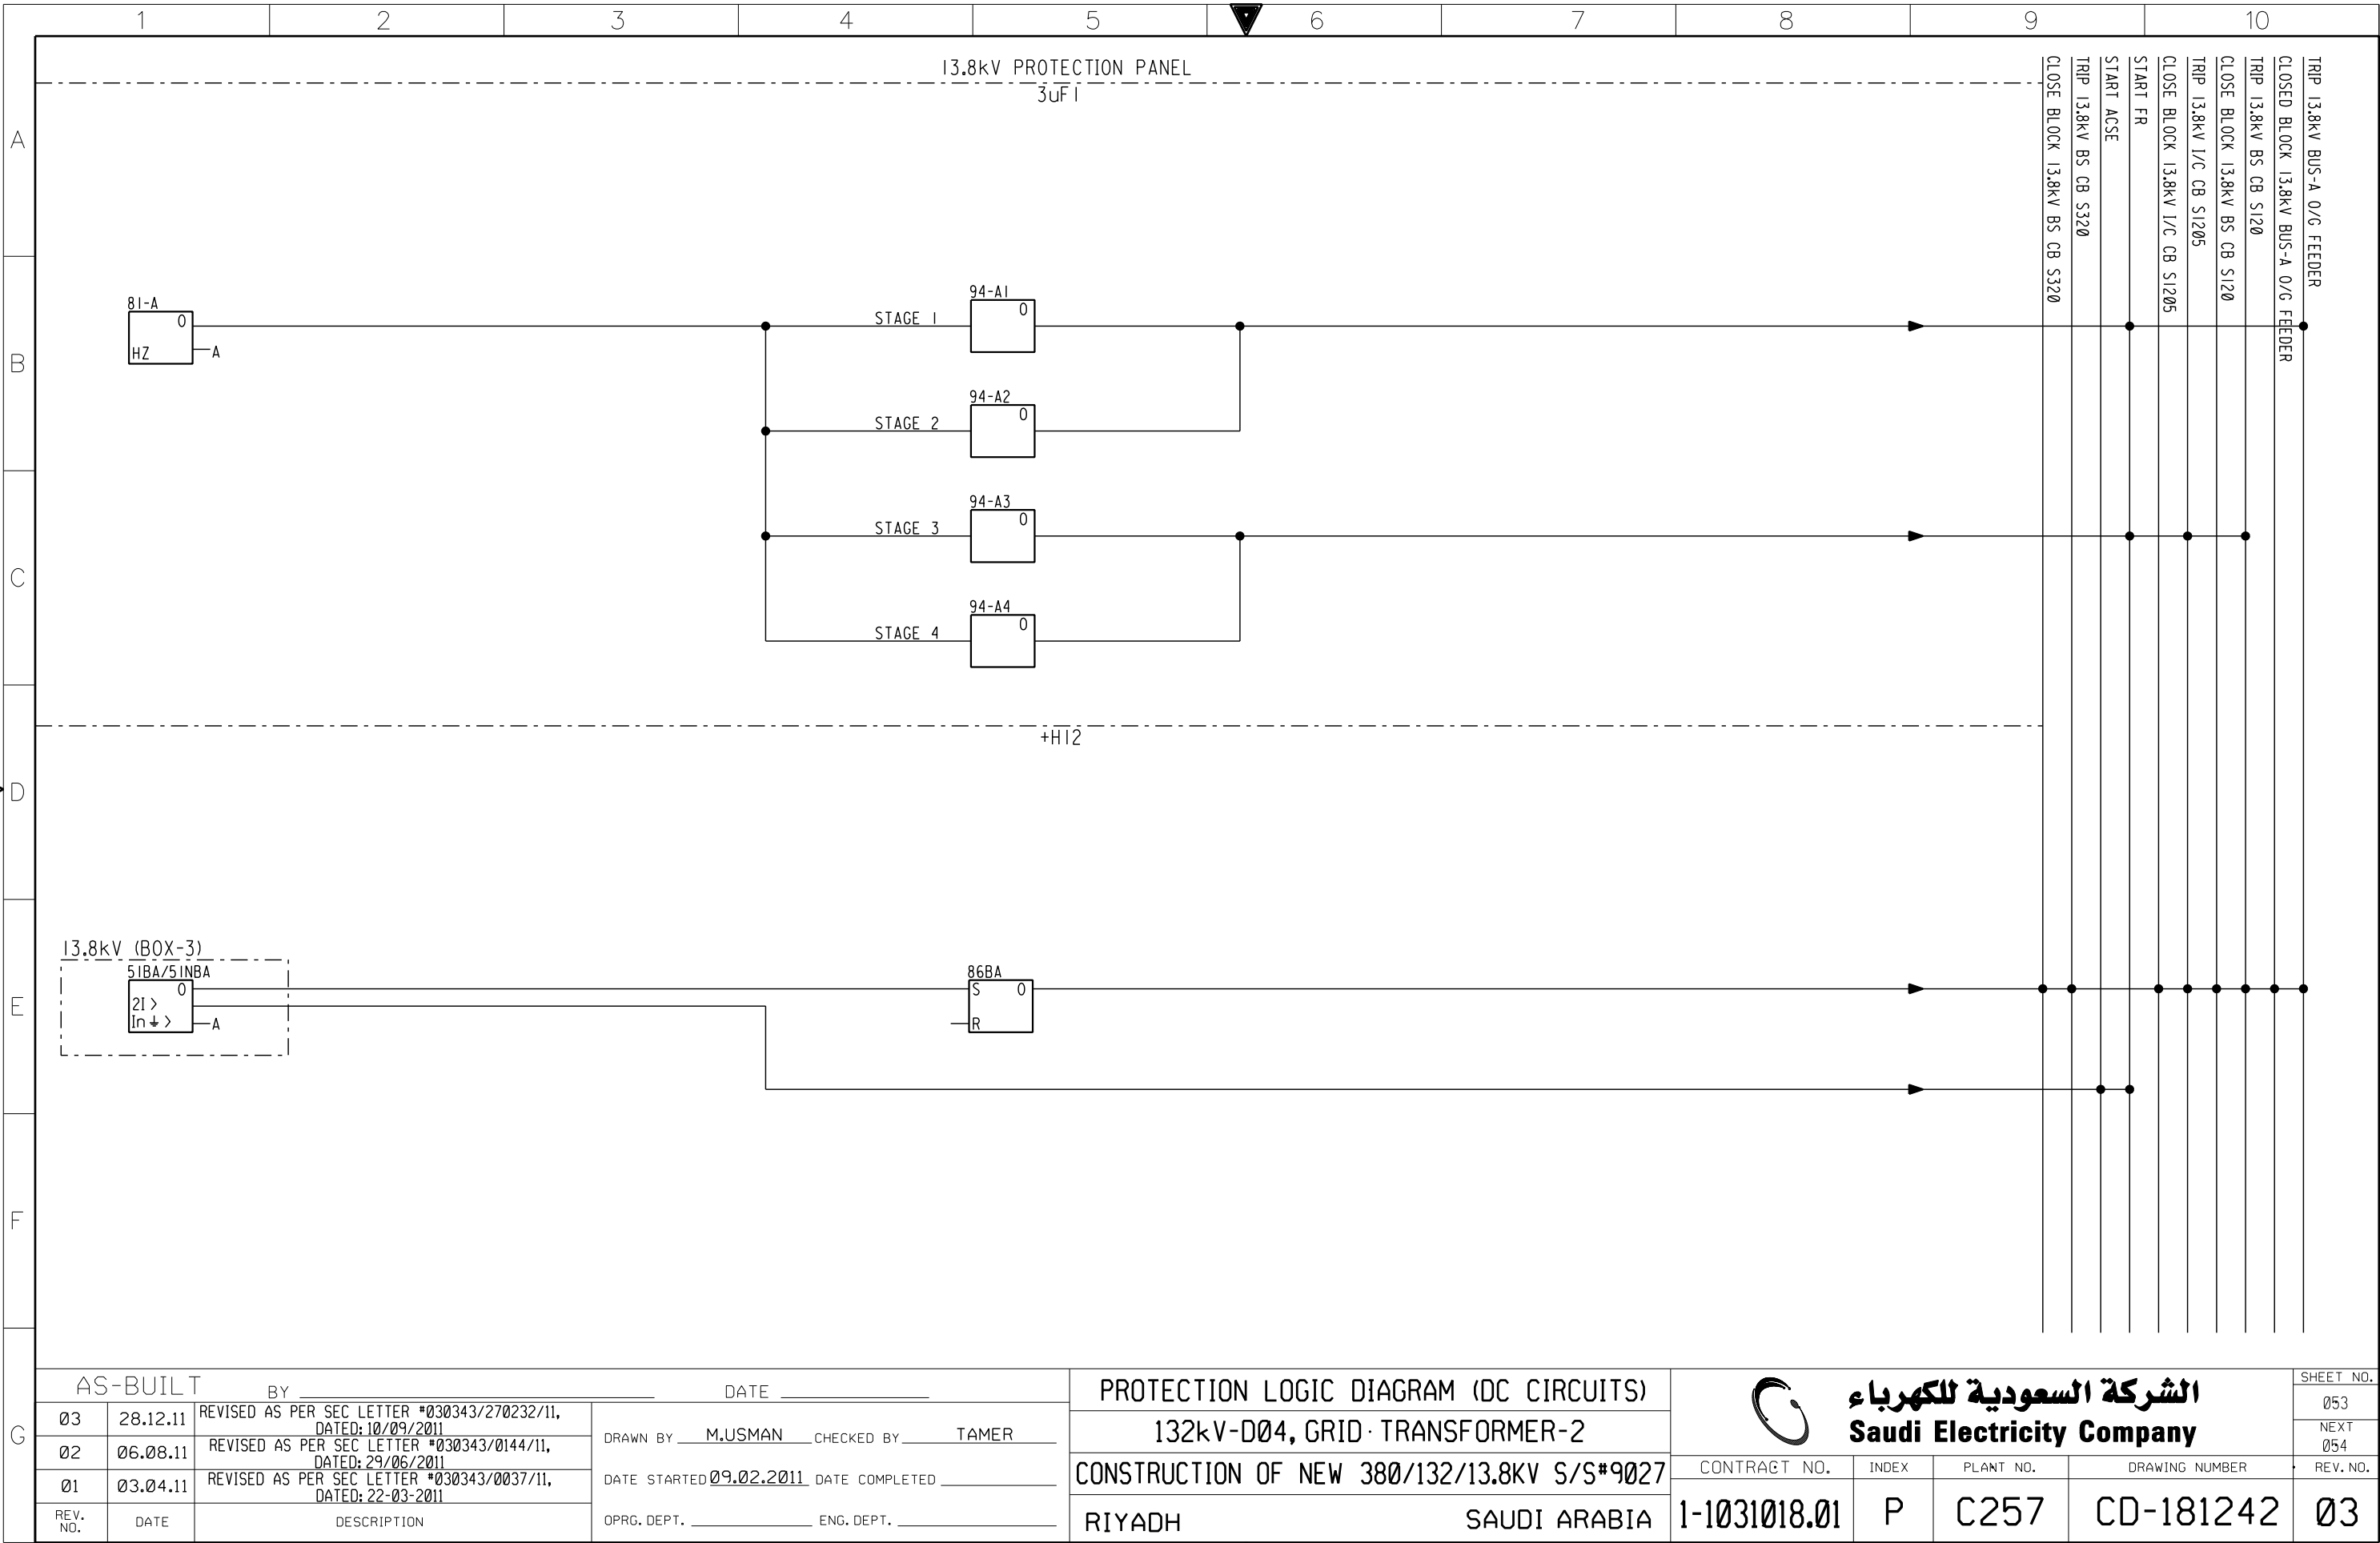 1 2 3 4 5 6 7 8 9 10
A
B
C
D
E
F
G
13.8kV PROTECTION PANEL
3uF1
CLOSE BLOCK 13.8kV BS CB S320
TRIP 13.8kV BS CB S320
START ACSE
START FR
CLOSE BLOCK 13.8kV I/C CB S1205
TRIP 13.8kV I/C CB S1205
CLOSE BLOCK 13.8kV BS CB S120
TRIP 13.8kV BS CB S120
CLOSED BLOCK 13.8kV BUS-A O/G FEEDER
TRIP 13.8kV BUS-A O/G FEEDER
81-A
O
HZ
A
STAGE 1
94-A1
O
STAGE 2
94-A2
O
STAGE 3
94-A3
O
STAGE 4
94-A4
O
+H12
13.8kV (BOX-3)
51BA/51NBA
O
2I >
In ⏚ >
A
86BA
S O
R
AS-BUILT BY DATE
03 28.12.11 REVISED AS PER SEC LETTER #030343/270232/11,
DATED: 10/09/2011
02 06.08.11 REVISED AS PER SEC LETTER #030343/0144/11,
DATED: 29/06/2011
01 03.04.11 REVISED AS PER SEC LETTER #030343/0037/11,
DATED: 22-03-2011
REV. NO. DATE DESCRIPTION
DRAWN BY M.USMAN CHECKED BY TAMER
DATE STARTED 09.02.2011 DATE COMPLETED
OPRG. DEPT. ENG. DEPT.
PROTECTION LOGIC DIAGRAM (DC CIRCUITS)
132kV-D04, GRID TRANSFORMER-2
CONSTRUCTION OF NEW 380/132/13.8KV S/S#9027
RIYADH SAUDI ARABIA
الشركة السعودية للكهرباء
Saudi Electricity Company
CONTRACT NO. INDEX PLANT NO. DRAWING NUMBER REV. NO.
1-1031018.01 P C257 CD-181242 03
SHEET NO.
053
NEXT
054